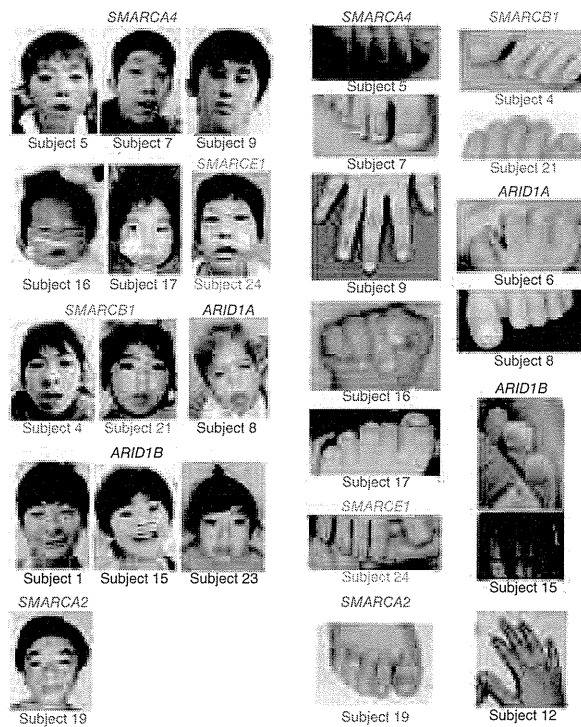 SMARCA4
Subject 5
Subject 7
Subject 9
SMARCE1
Subject 16
Subject 17
Subject 24
SMARCB1
ARID1A
Subject 4
Subject 21
Subject 8
ARID1B
Subject 1
Subject 15
Subject 23
SMARCA2
Subject 19
SMARCA4
Subject 5
Subject 7
Subject 9
Subject 16
Subject 17
SMARCE1
Subject 24
SMARCA2
Subject 19
SMARCB1
Subject 4
Subject 21
ARID1A
Subject 6
Subject 8
ARID1B
Subject 15
Subject 12